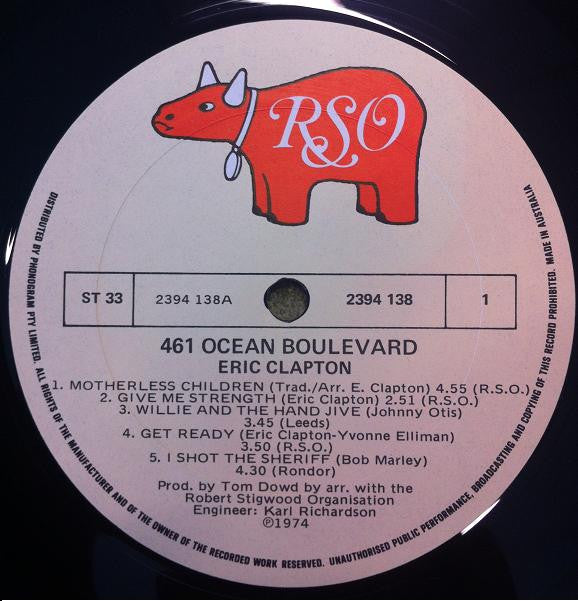 RSO
ST 33
2394 138A
2394 138
1
461 OCEAN BOULEVARD
ERIC CLAPTON
1. MOTHERLESS CHILDREN (Trad./Arr. E. Clapton) 4.55 (R.S.O.)
2. GIVE ME STRENGTH (Eric Clapton) 2.51 (R.S.O.)
3. WILLIE AND THE HAND JIVE (Johnny Otis)
3.45 (Leeds)
4. GET READY (Eric Clapton-Yvonne Elliman)
3.50 (R.S.O.)
5. I SHOT THE SHERIFF (Bob Marley)
4.30 (Rondor)
Prod. by Tom Dowd by arr. with the
Robert Stigwood Organisation
Engineer: Karl Richardson
℗1974
DISTRIBUTED BY PHONOGRAM PTY LIMITED. ALL RIGHTS OF THE MANUFACTURER AND OF THE OWNER OF THE RECORDED WORK RESERVED. UNAUTHORISED PUBLIC PERFORMANCE, BROADCASTING AND COPYING OF THIS RECORD PROHIBITED. MADE IN AUSTRALIA